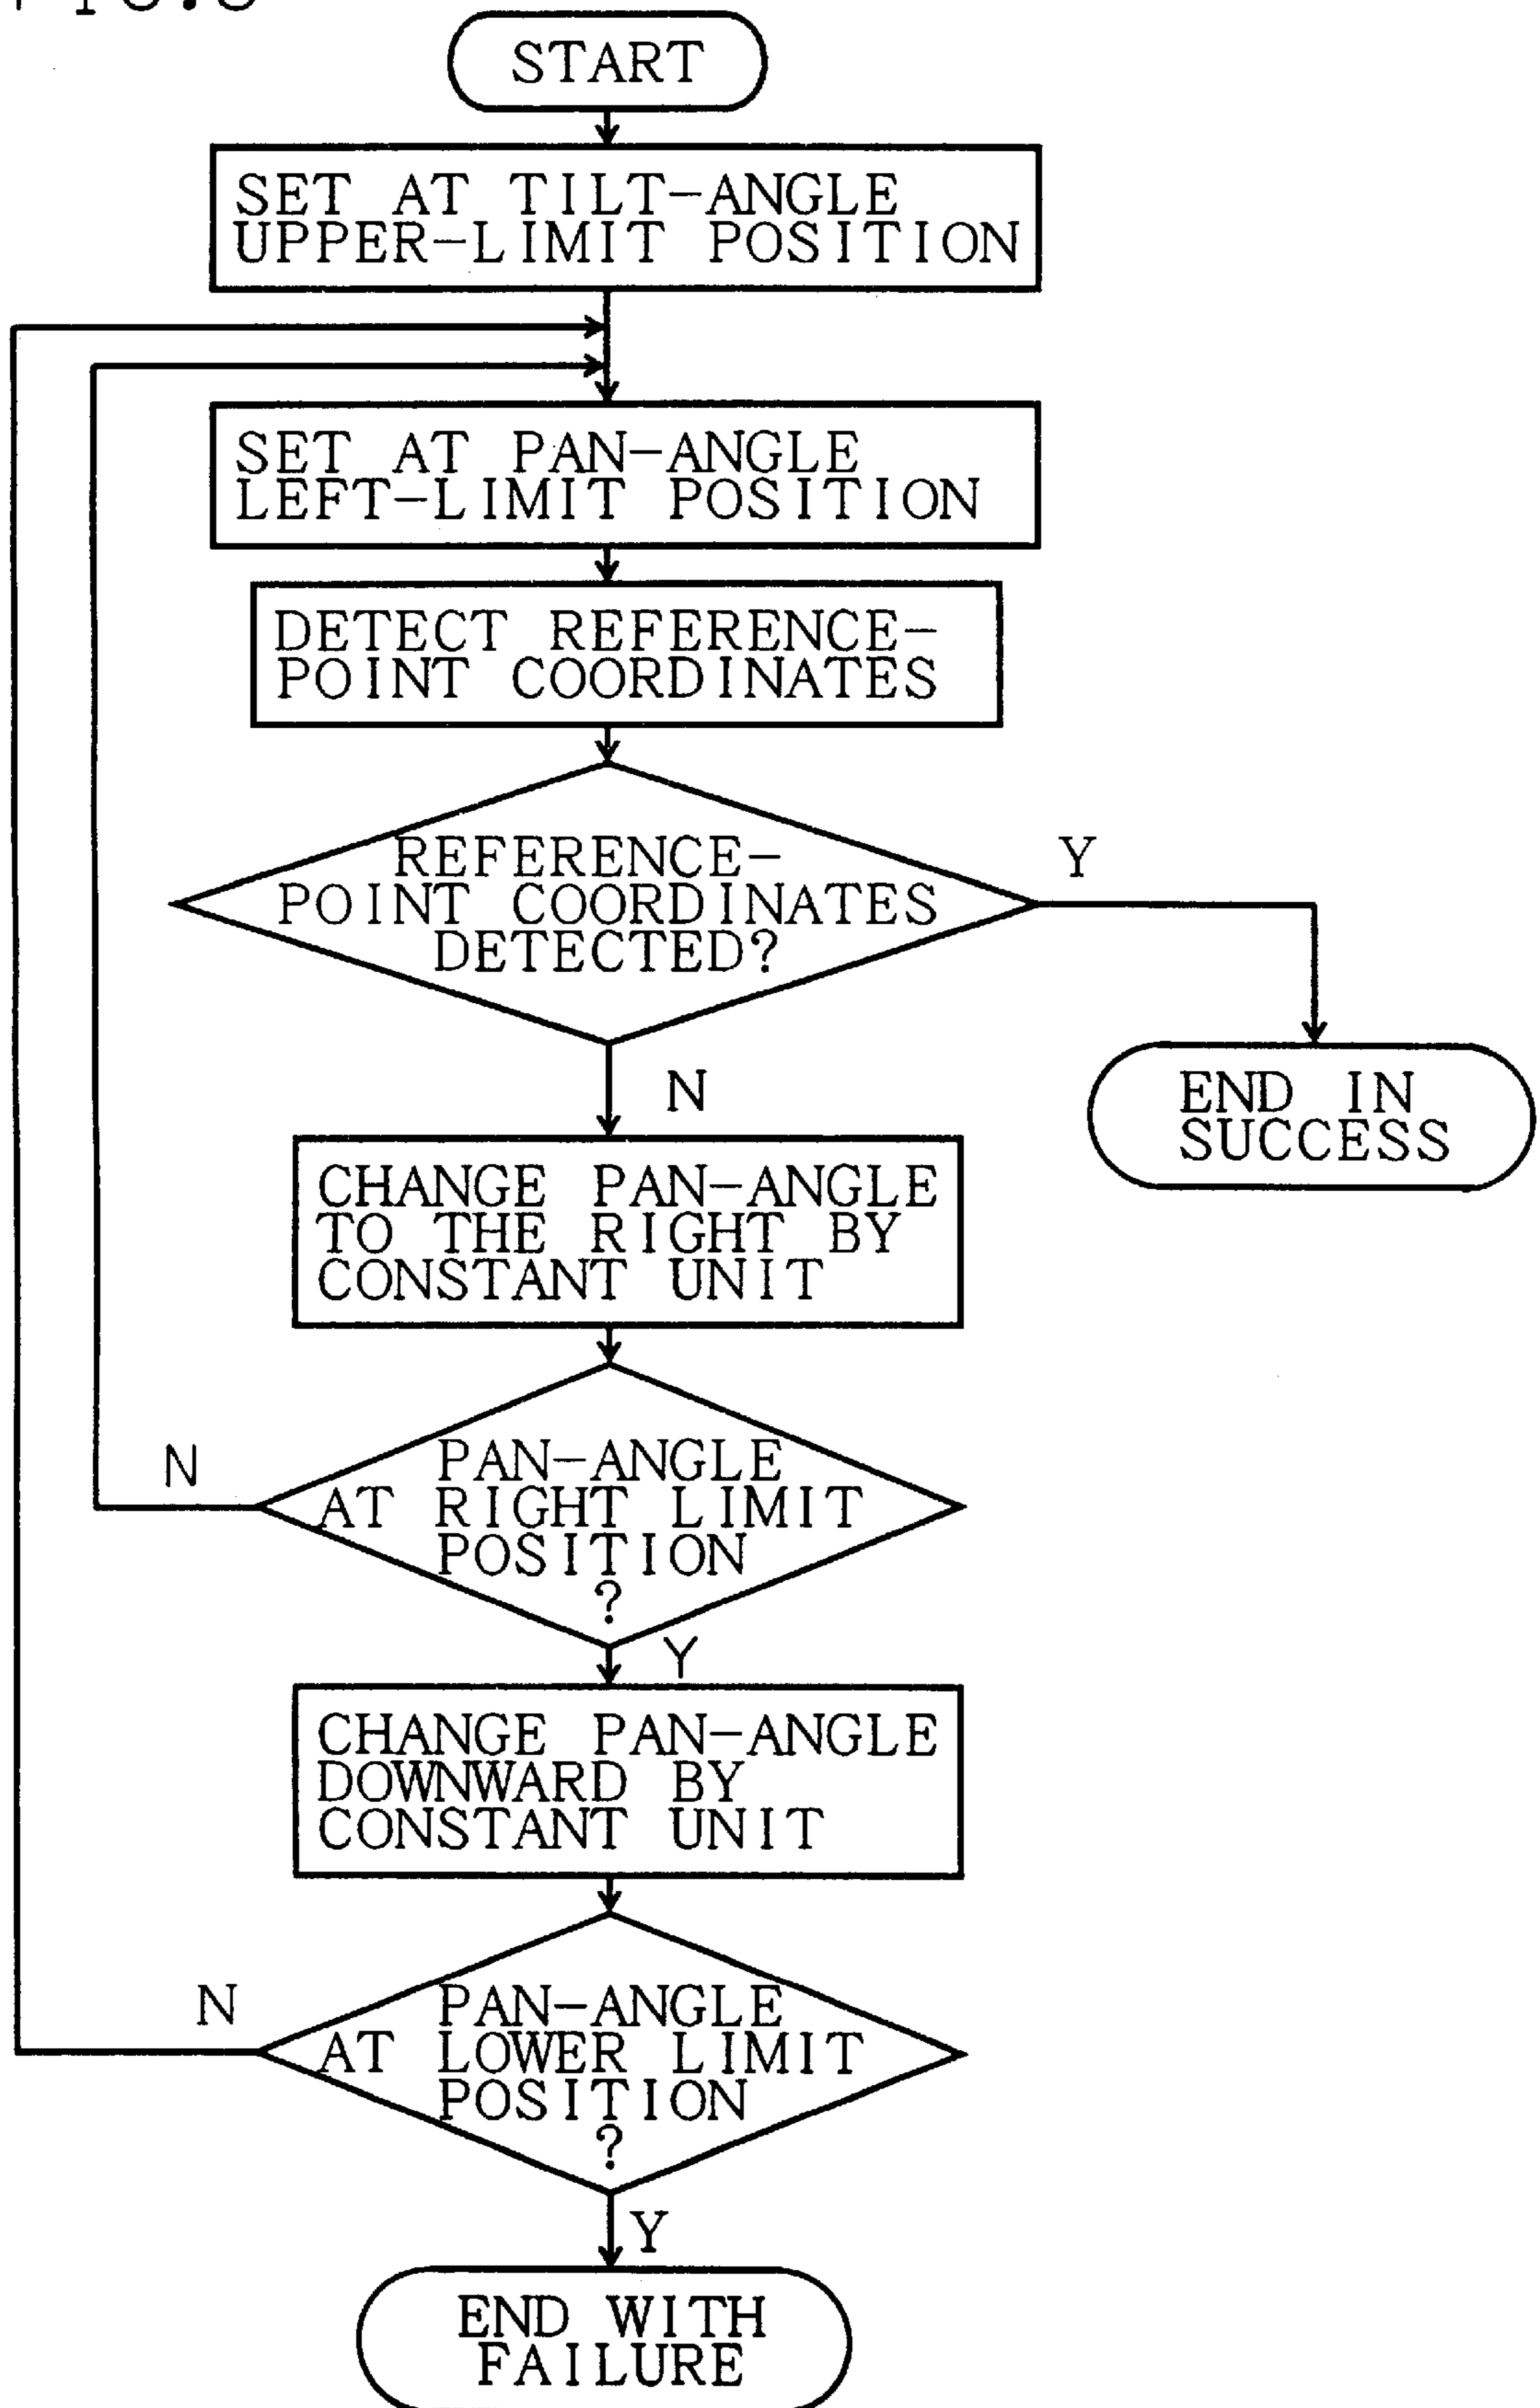 START
SET AT TILT-ANGLE
UPPER-LIMIT POSITION
SET AT PAN-ANGLE
LEFT-LIMIT POSITION
DETECT REFERENCE-
POINT COORDINATES
REFERENCE-
POINT COORDINATES
DETECTED?
Y
END IN
SUCCESS
N
CHANGE PAN-ANGLE
TO THE RIGHT BY
CONSTANT UNIT
N
PAN-ANGLE
AT RIGHT LIMIT
POSITION
?
Y
CHANGE PAN-ANGLE
DOWNWARD BY
CONSTANT UNIT
N
PAN-ANGLE
AT LOWER LIMIT
POSITION
?
Y
END WITH
FAILURE